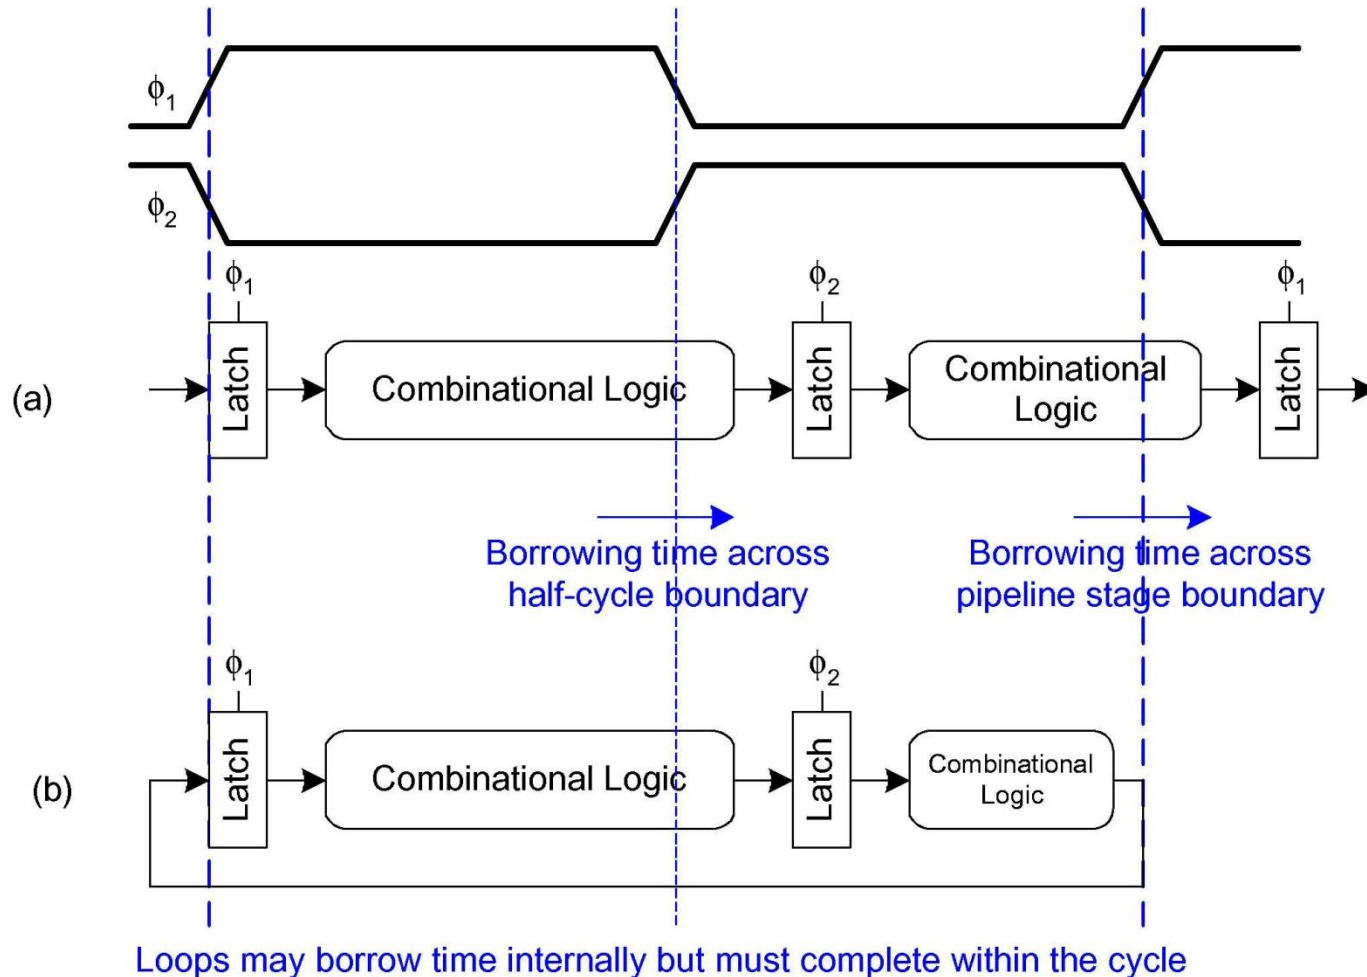 ϕ1
ϕ2
ϕ1 ϕ2 ϕ1
(a) Latch Combinational Logic Latch Combinational Logic Latch
Borrowing time across half-cycle boundary
Borrowing time across pipeline stage boundary
ϕ1 ϕ2
(b) Latch Combinational Logic Latch Combinational Logic
Loops may borrow time internally but must complete within the cycle